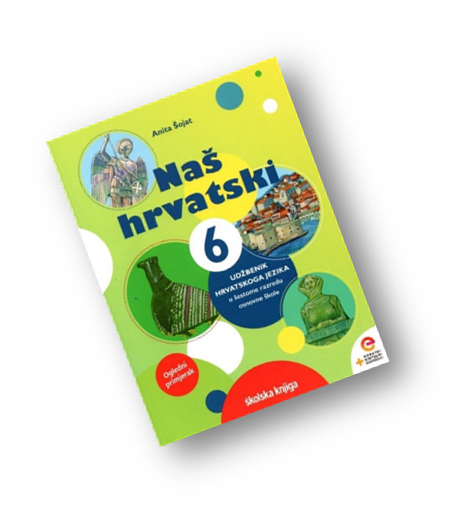 Anita Šojat
Naš
hrvatski
6
UDŽBENIK
HRVATSKOGA JEZIKA
u šestome razredu
osnovne škole
Ogledni
primjerak
školska knjiga
e